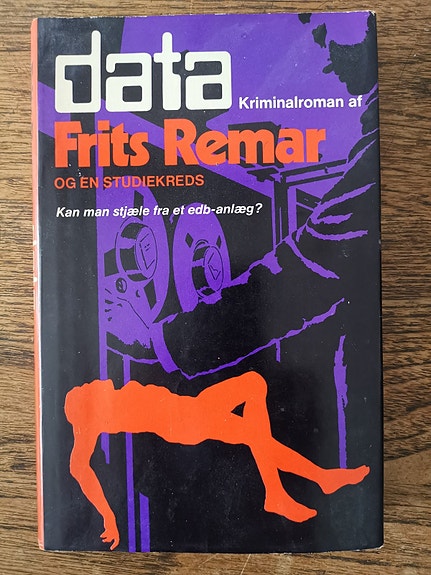 data
Kriminalroman af
Frits Remar
OG EN STUDIEKREDS
Kan man stjæle fra et edb-anlæg?